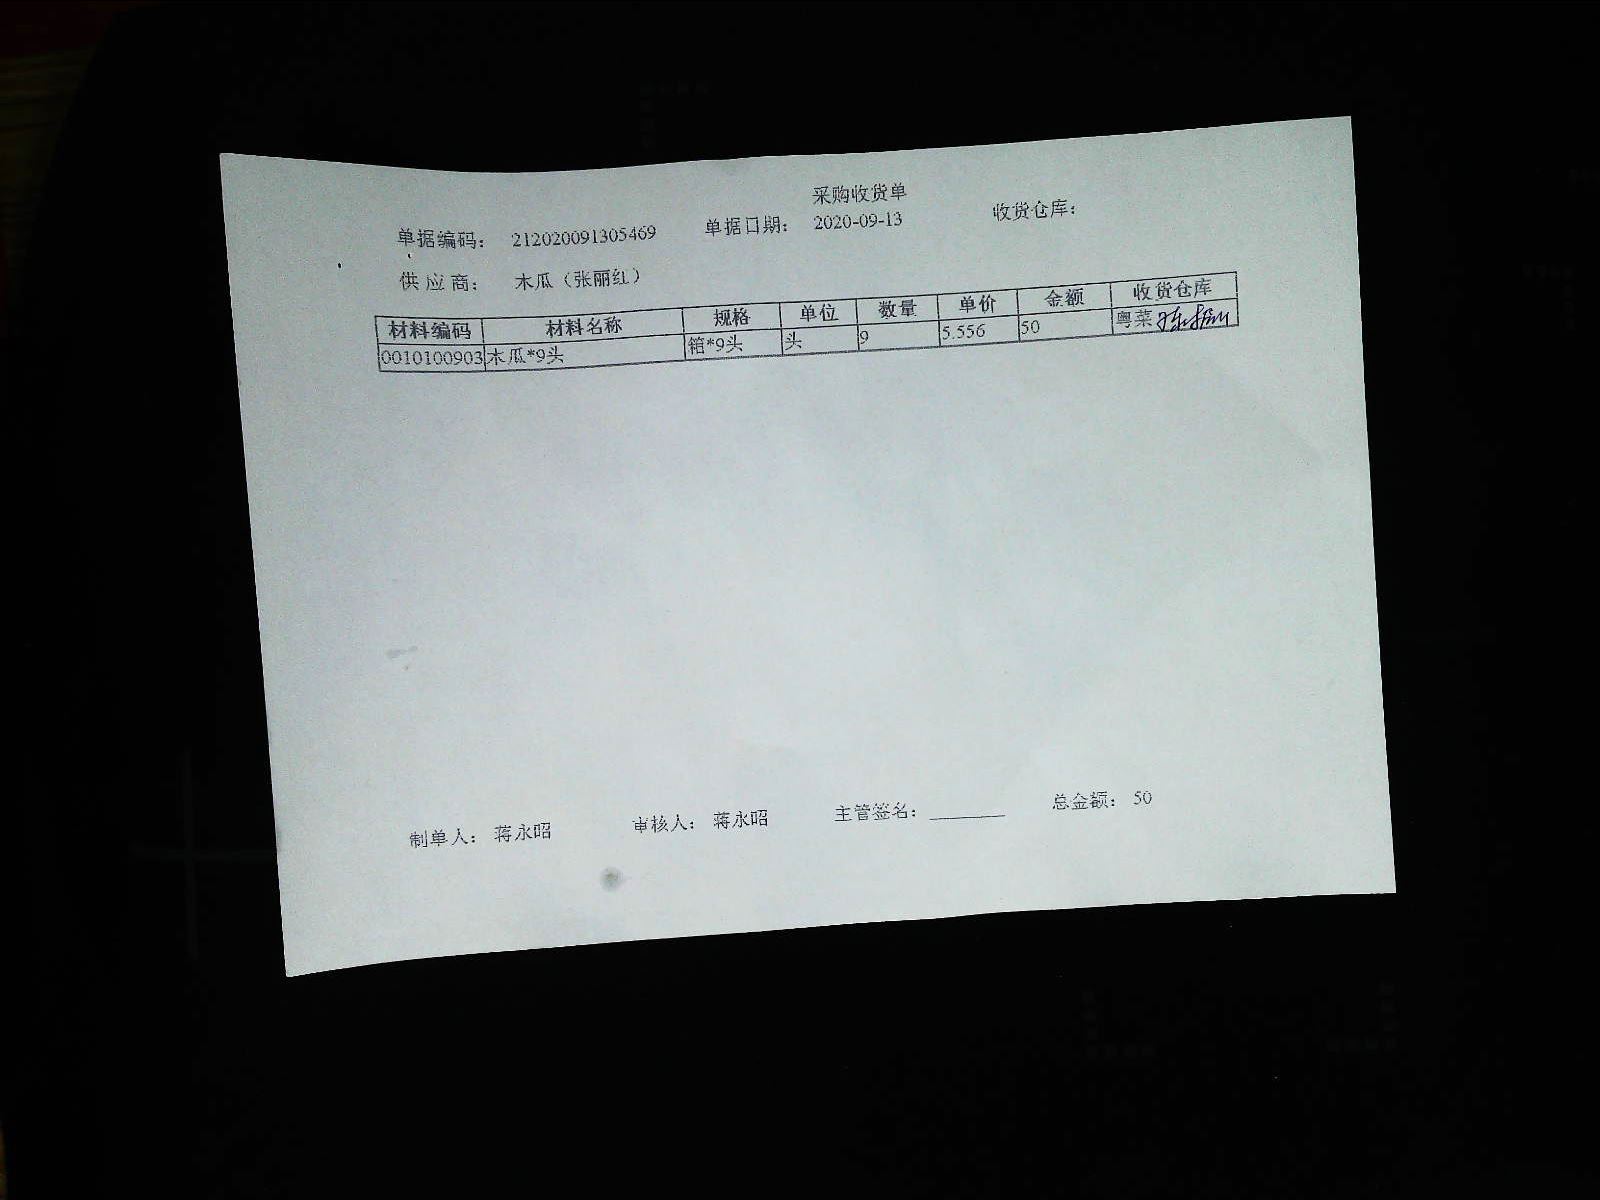 采购收货单
单据编码： 212020091305469 单据日期： 2020-09-13 收货仓库：
供应商： 木瓜（张丽红）
材料编码 材料名称 规格 单位 数量 单价 金额 收货仓库
0010100903 木瓜*9头 箱*9头 头 9 5.556 50 粤菜
制单人： 蒋永昭 审核人： 蒋永昭 主管签名： 总金额： 50